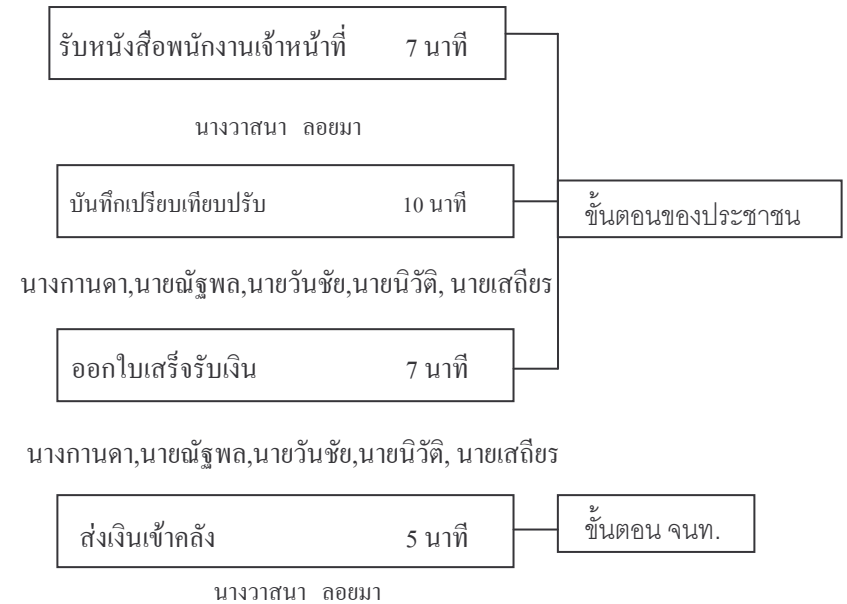 รับหนังสือพนักงานเจ้าหน้าที่ 7 นาที
นางวาสนา ลอยมา
บันทึกเปรียบเทียบปรับ 10 นาที
ขั้นตอนของประชาชน
นางกานดา,นายณัฐพล,นายวันชัย,นายนิวัติ, นายเสถียร
ออกใบเสร็จรับเงิน 7 นาที
นางกานดา,นายณัฐพล,นายวันชัย,นายนิวัติ, นายเสถียร
ส่งเงินเข้าคลัง 5 นาที
ขั้นตอน จนท.
นางวาสนา ลอยมา